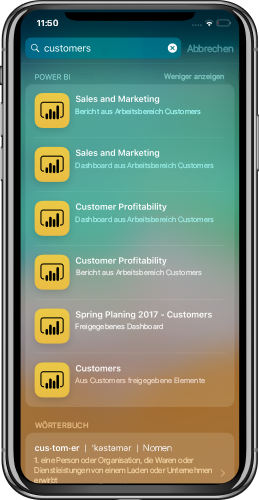 11:50
customers
Abbrechen
POWER BI
Weniger anzeigen
Sales and Marketing
Bericht aus Arbeitsbereich Customers
Sales and Marketing
Dashboard aus Arbeitsbereich Customers
Customer Profitability
Dashboard aus Arbeitsbereich Customers
Customer Profitability
Bericht aus Arbeitsbereich Customers
Spring Planing 2017 - Customers
Freigegebenes Dashboard
Customers
Aus Customers freigegebene Elemente
WÖRTERBUCH
cus·tom·er | ˈkəstəmər | Nomen
1. eine Person oder Organisation, die Waren oder
Dienstleistungen von einem Laden oder Unternehmen
erwirbt